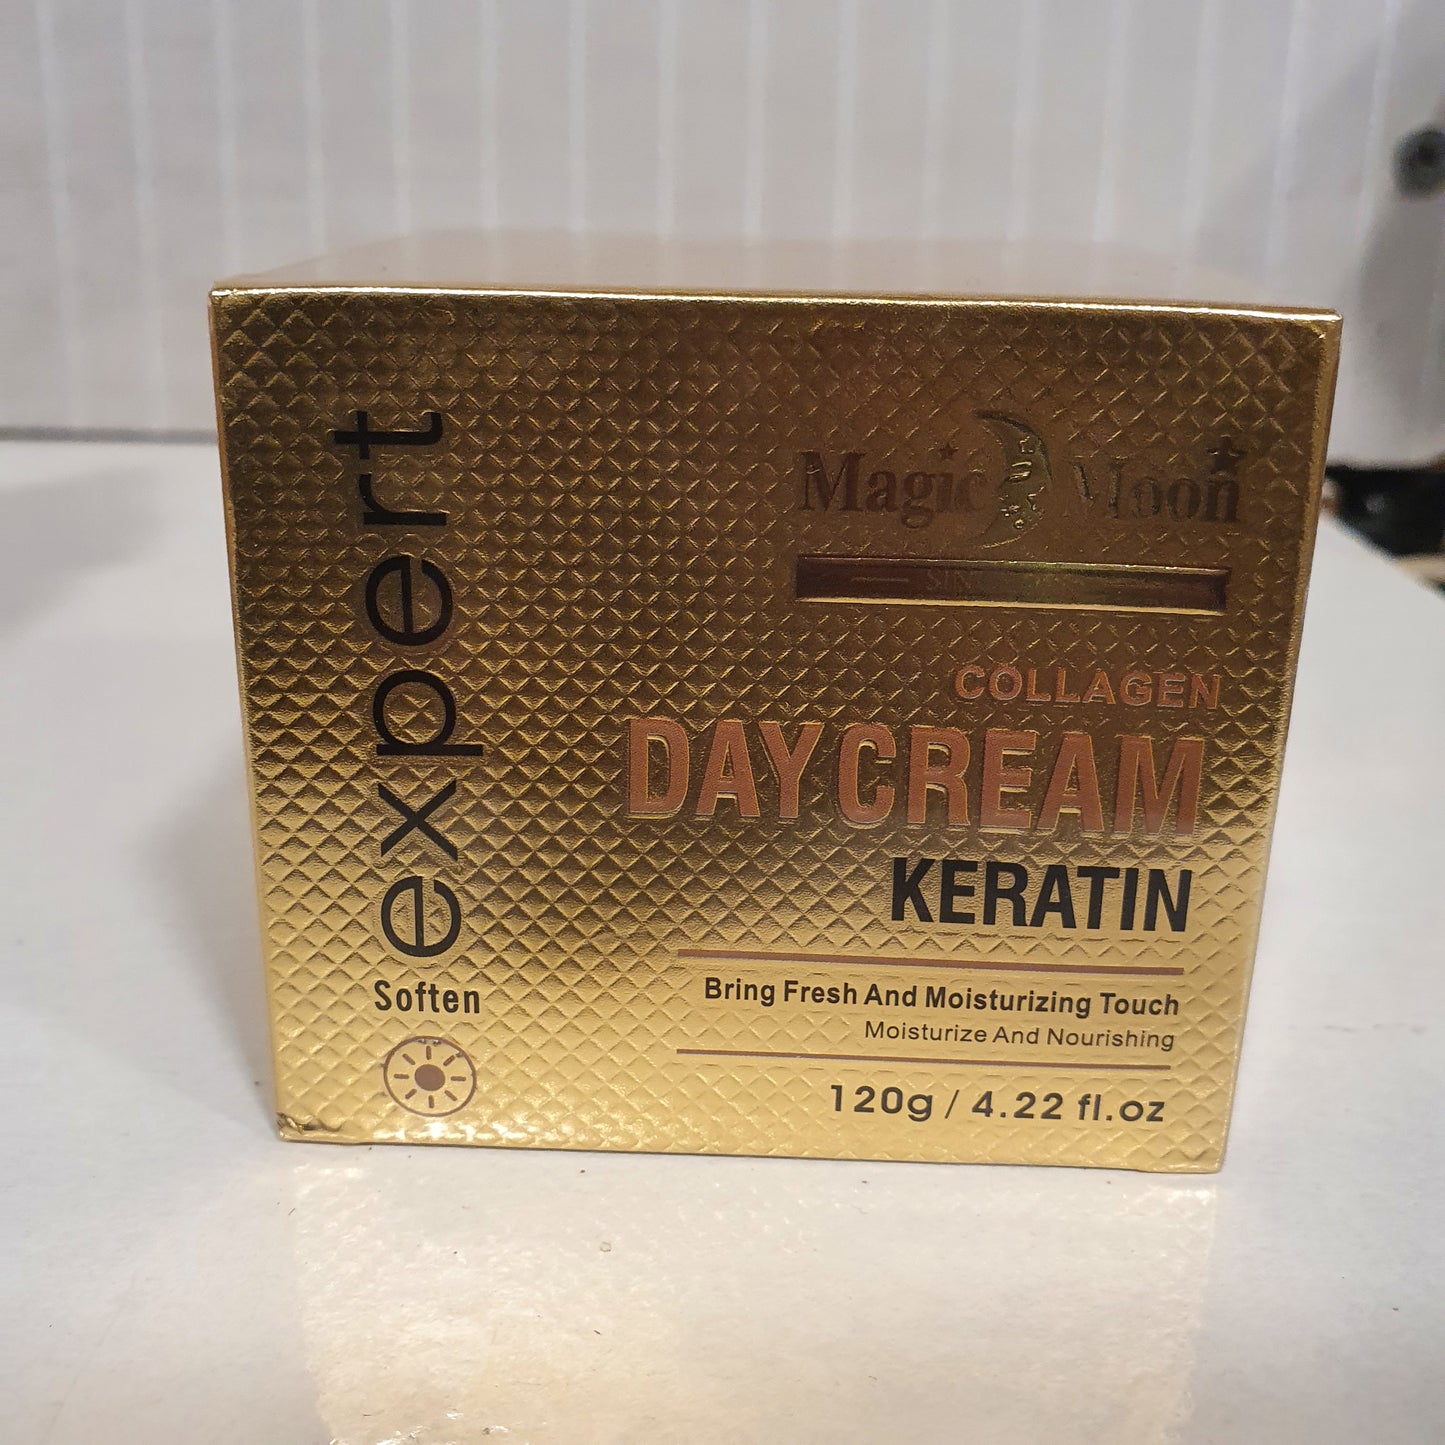 expert
Soften
Magic Moon
COLLAGEN
DAY CREAM
KERATIN
Bring Fresh And Moisturizing Touch
Moisturize And Nourishing
120g / 4.22 fl.oz